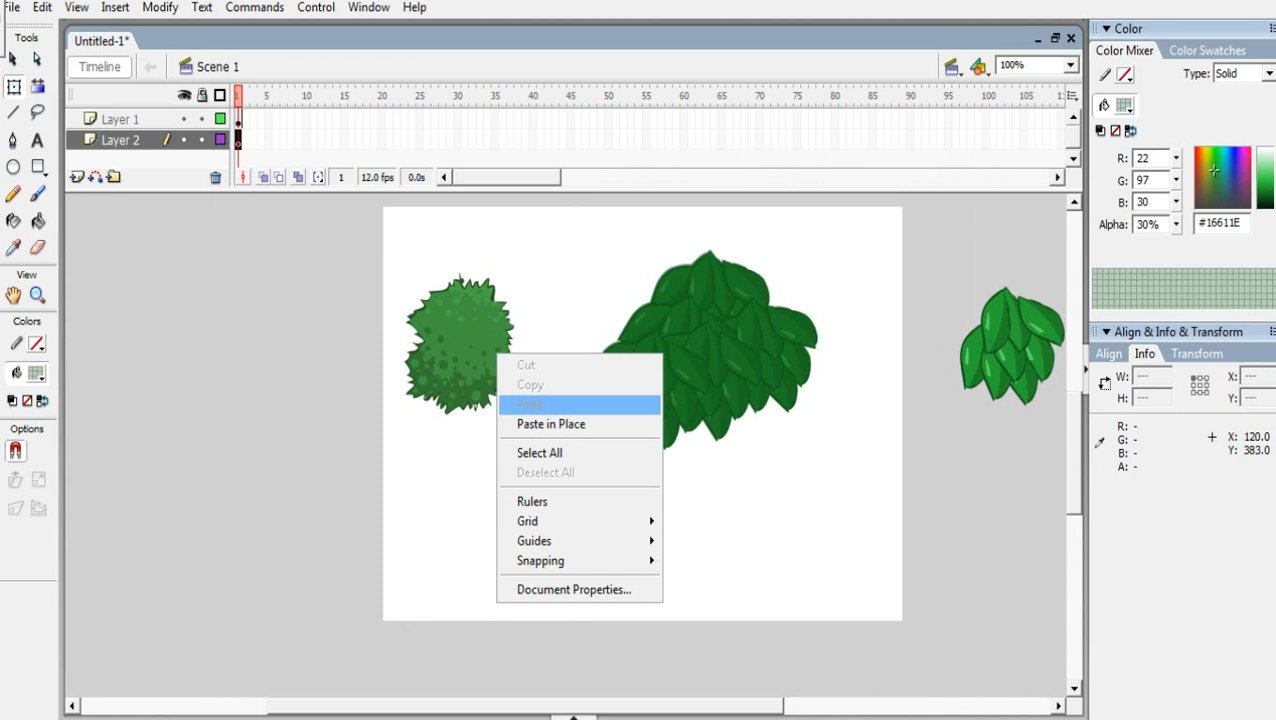 File Edit View Insert Modify Text Commands Control Window Help
Tools
Untitled-1*
Timeline
Scene 1
100%
1 5 10 15 20 25 30 35 40 45 50 55 60 65 70 75 80 85 90 95 100 105
Layer 1
Layer 2
1 12.0 fps 0.0s
View
Colors
Options
Cut
Copy
Paste
Paste in Place
Select All
Deselect All
Rulers
Grid
Guides
Snapping
Document Properties...
Color
Color Mixer Color Swatches
Type: Solid
R: 22
G: 97
B: 30
Alpha: 30% #16611E
Align & Info & Transform
Align Info Transform
W: --- X: ---
H: --- Y: ---
R: -
G: - X: 120.0
B: - Y: 383.0
A: -